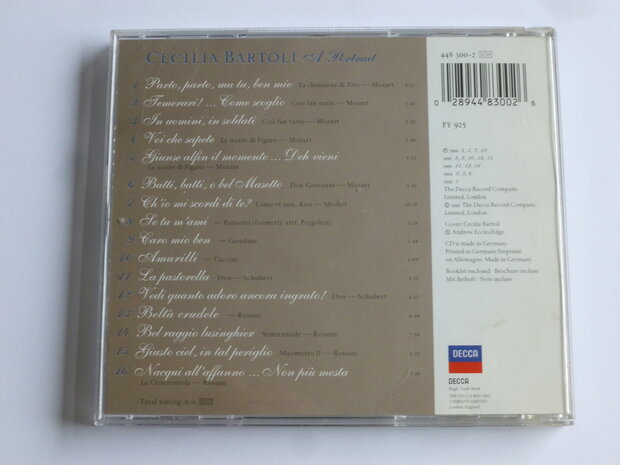 CECILIA BARTOLI A Portrait
1 Parto, parto, ma tu, ben mio La clemenza di Tito — Mozart
2 Temerari! ... Come scoglio Così fan tutte — Mozart
3 In uomini, in soldati Così fan tutte — Mozart
4 Voi che sapete Le nozze di Figaro — Mozart
5 Giunse alfin il momento ... Deh vieni
Le nozze di Figaro — Mozart
6 Batti, batti, o bel Masetto Don Giovanni — Mozart
7 Ch'io mi scordi di te? Concert aria, K505 — Mozart
8 Se tu m'ami — Parisotti (formerly attr. Pergolesi)
9 Caro mio ben — Giordani
10 Amarilli — Caccini
11 La pastorella D528 — Schubert
12 Vedi quanto adoro ancora ingrato! D510 — Schubert
13 Beltà crudele — Rossini
14 Bel raggio lusinghier Semiramide — Rossini
15 Giusto ciel, in tal periglio Maometto II — Rossini
16 Nacqui all'affanno ... Non più mesta
La Cenerentola — Rossini
Total timing
448 300-2
0 28944 83002 6
PY 925
The Decca Record Company
Limited, London
© 1995 The Decca Record Company
Limited, London
Cover: Cecilia Bartoli
© Andrew Eccles/Edge
CD is made in Germany
Printed in Germany/Imprimé
en Allemagne. Made in Germany
Booklet enclosed · Brochure incluse
Mit Beiheft · Note incluse
DECCA
DECCA
THE DECCA RECORD
COMPANY LIMITED
London, England